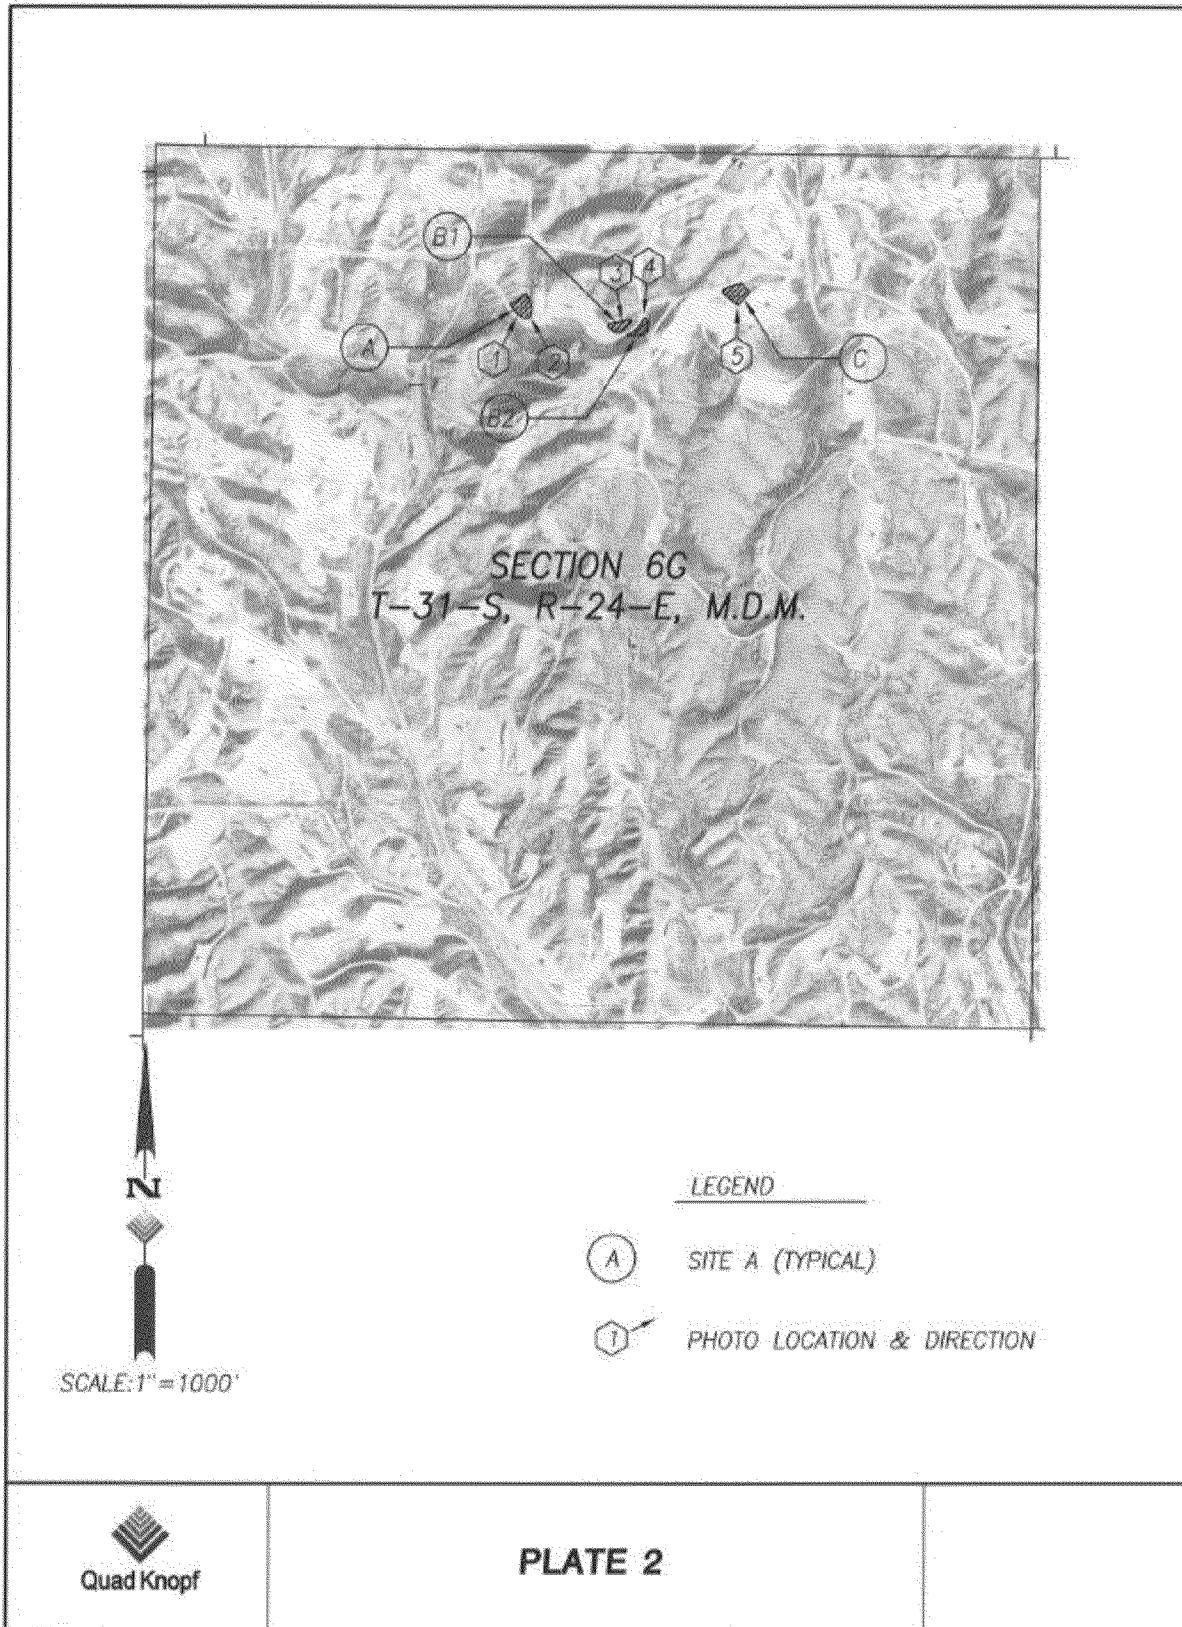 B1
3
4
A
1
2
5
C
B2
SECTION 6G
T-31-S, R-24-E, M.D.M.
N
LEGEND
A SITE A (TYPICAL)
1 PHOTO LOCATION & DIRECTION
SCALE: 1"=1000'
Quad Knopf
PLATE 2